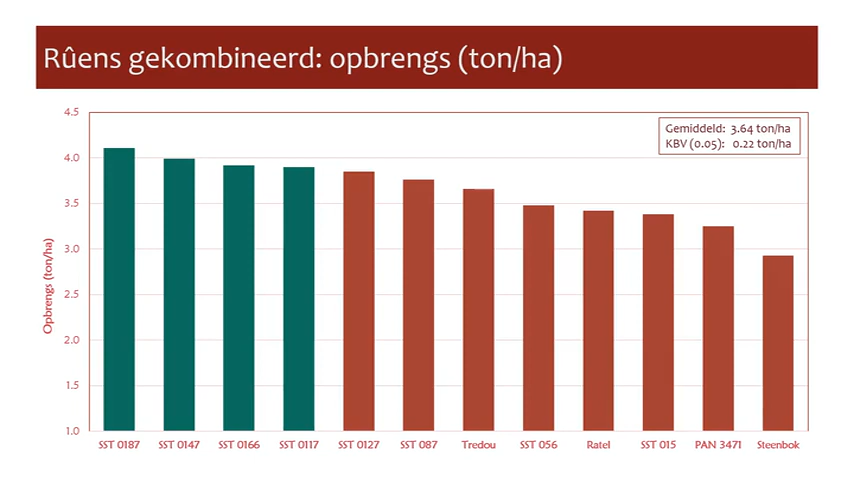 Rûens gekombineerd: opbrengs (ton/ha)
4.5
Gemiddeld: 3.64 ton/ha
KBV (0.05): 0.22 ton/ha
4.0
3.5
3.0
2.5
2.0
1.5
1.0
Opbrengs (ton/ha)
SST 0187 SST 0147 SST 0166 SST 0117 SST 0127 SST 087 Tredou SST 056 Ratel SST 015 PAN 3471 Steenbok